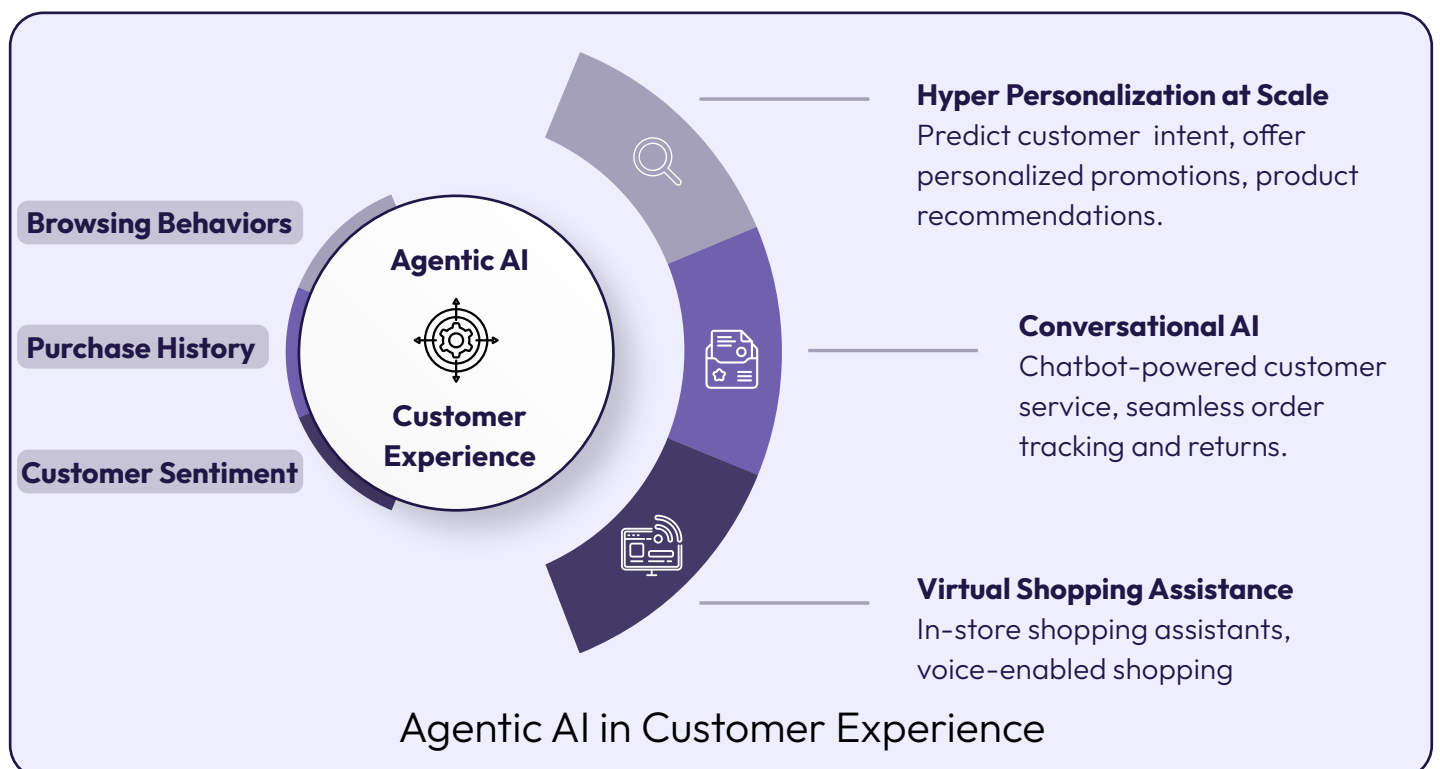 Browsing Behaviors
Purchase History
Customer Sentiment
Agentic AI
Customer
Experience
Hyper Personalization at Scale
Predict customer  intent, offer
personalized promotions, product
recommendations.
Conversational AI
Chatbot-powered customer
service, seamless order
tracking and returns.
Virtual Shopping Assistance
In-store shopping assistants,
voice-enabled shopping
Agentic AI in Customer Experience